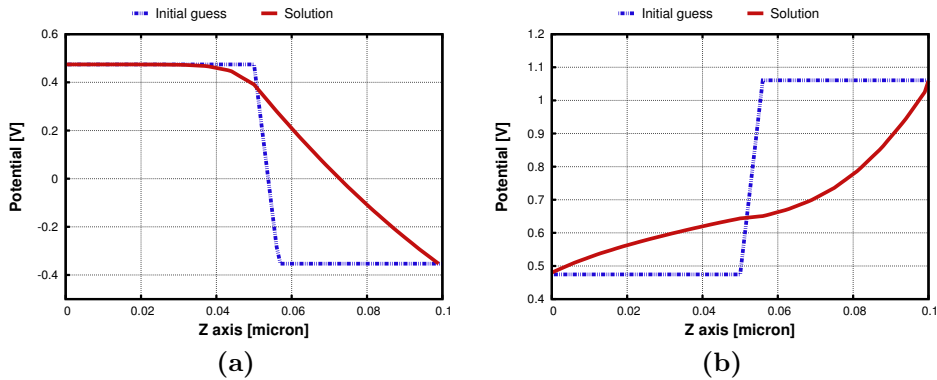 Initial guess Solution
0.6
0.4
0.2
0
-0.2
-0.4
Potential [V]
0 0.02 0.04 0.06 0.08 0.1
Z axis [micron]
(a)
Initial guess Solution
1.2
1.1
1
0.9
0.8
0.7
0.6
0.5
0.4
Potential [V]
0 0.02 0.04 0.06 0.08 0.1
Z axis [micron]
(b)